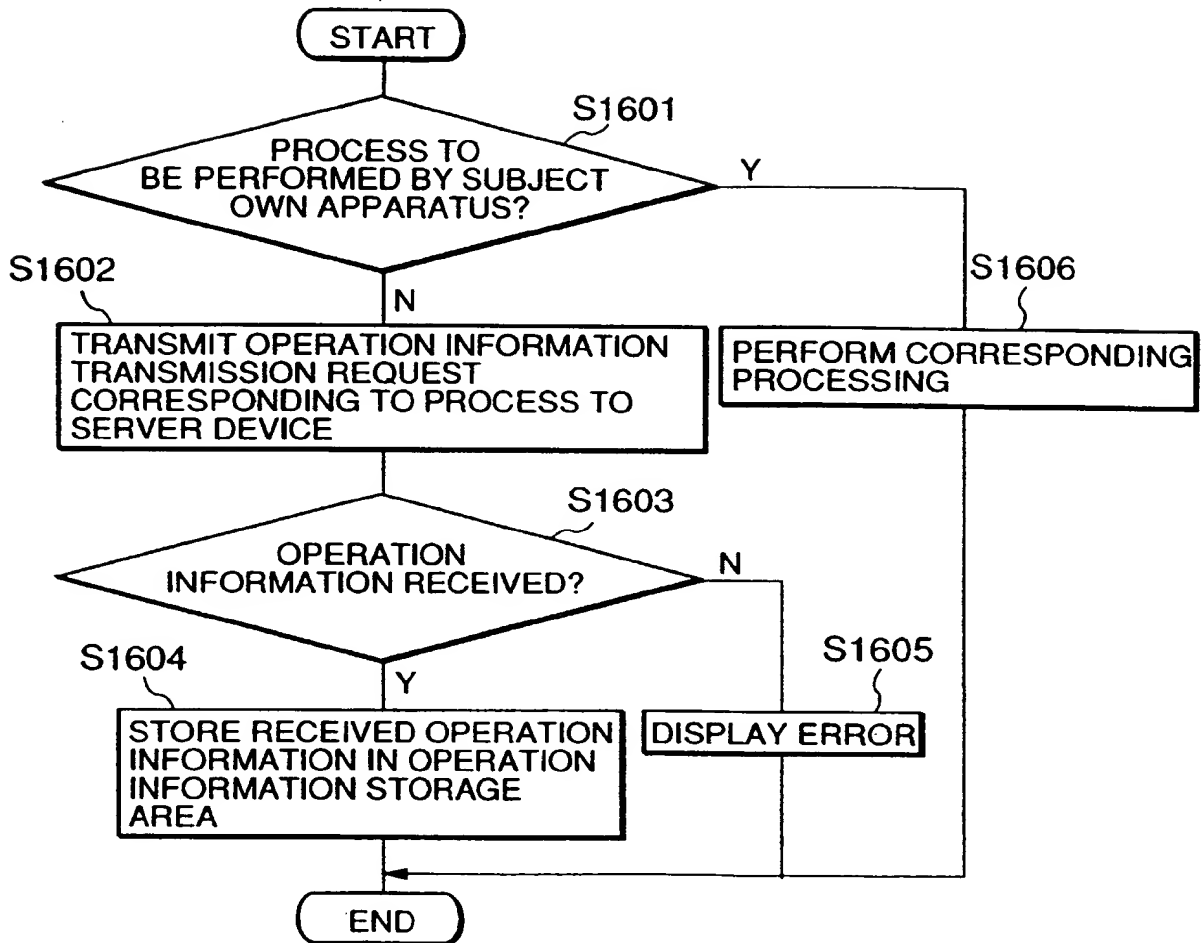 START
S1601
PROCESS TO
BE PERFORMED BY SUBJECT
OWN APPARATUS?
Y
S1602
N
S1606
TRANSMIT OPERATION INFORMATION
TRANSMISSION REQUEST
CORRESPONDING TO PROCESS TO
SERVER DEVICE
PERFORM CORRESPONDING
PROCESSING
S1603
OPERATION
INFORMATION RECEIVED?
N
S1604
Y
S1605
STORE RECEIVED OPERATION
INFORMATION IN OPERATION
INFORMATION STORAGE
AREA
DISPLAY ERROR
END